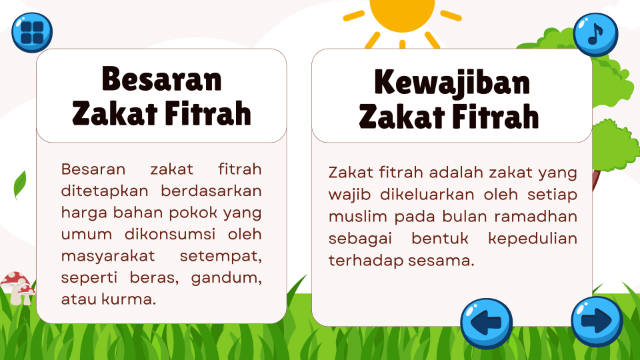 Besaran
Zakat Fitrah
Besaran zakat fitrah
ditetapkan berdasarkan
harga bahan pokok yang
umum dikonsumsi oleh
masyarakat setempat,
seperti beras, gandum,
atau kurma.
Kewajiban
Zakat Fitrah
Zakat fitrah adalah zakat yang
wajib dikeluarkan oleh setiap
muslim pada bulan ramadhan
sebagai bentuk kepedulian
terhadap sesama.